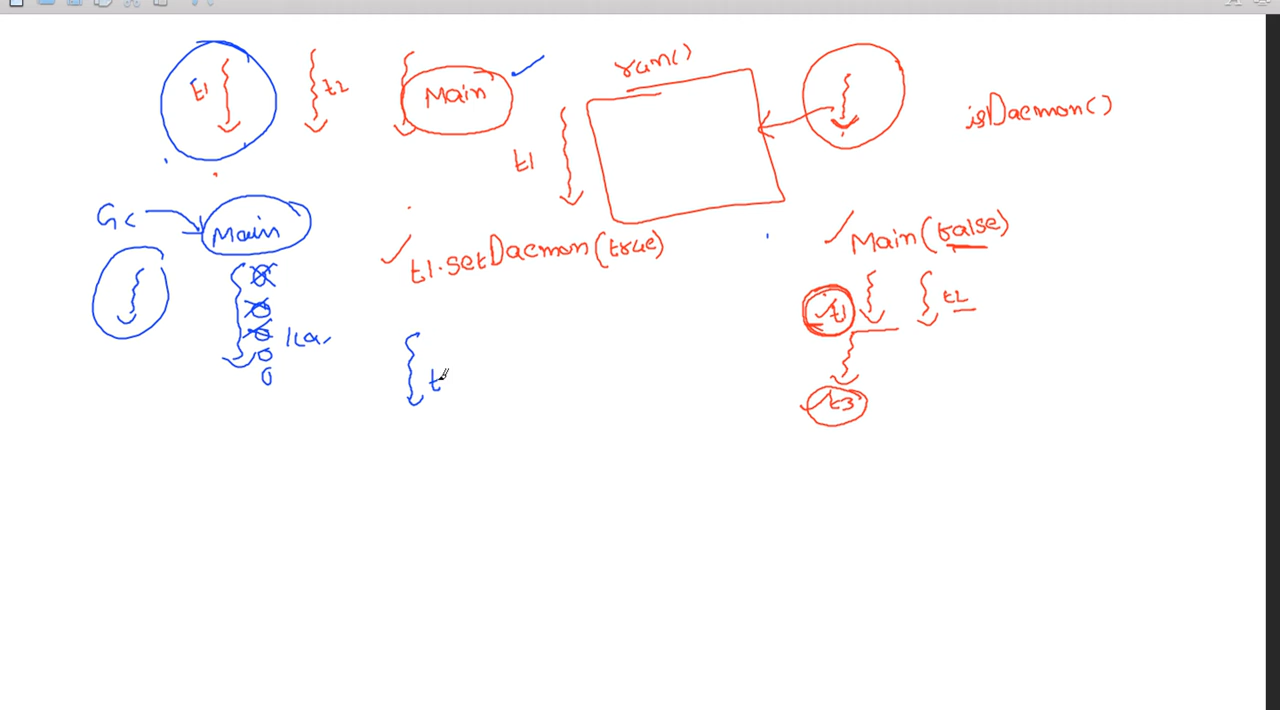 t1
t2
Main
run()
isDaemon()
t1
Gc
Main
t1.setDaemon(true)
Main(false)
t1
t2
t
t3